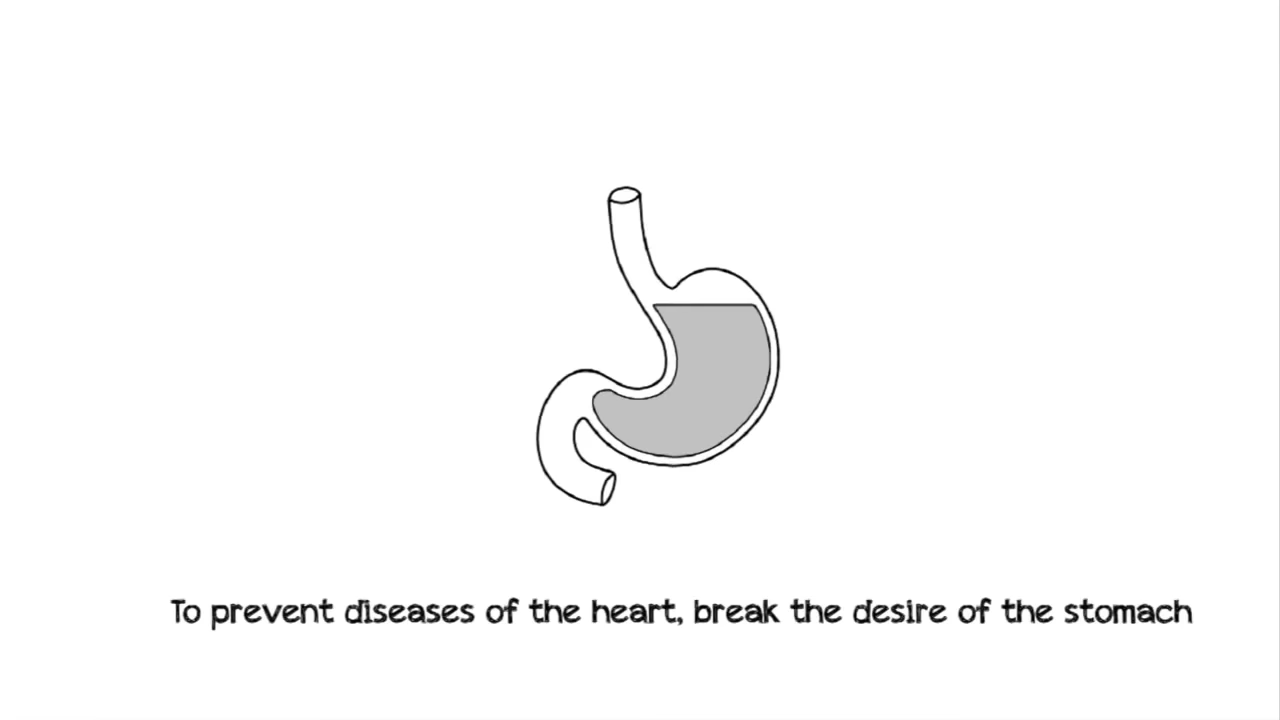 To prevent diseases of the heart, break the desire of the stomach